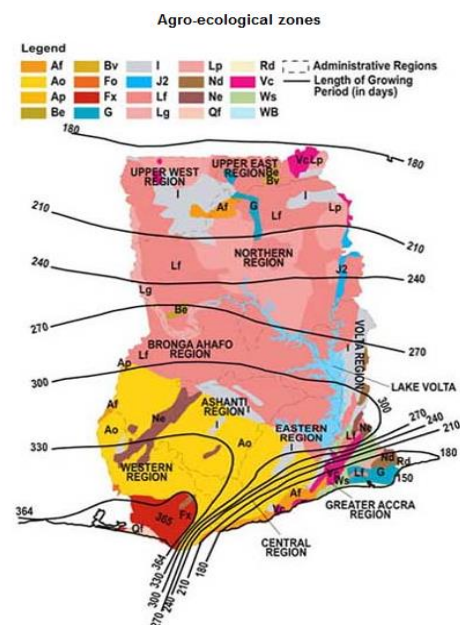 Agro-ecological zones
Legend
Af Bv I Lp Rd Administrative Regions
Ao Fo J2 Nd Vc Length of Growing
Period (in days)
Ap Fx Lf Ne Ws
Be G Lg Qf WB
180
180
Vc Lp
UPPER WEST
REGION
UPPER EAST
REGION
Be
Bv
I
I
210
Af
G
Lf
Lp
210
NORTHERN
REGION
240
Lf
J2
240
Lg
270
Be
I
BRONGA AHAFO
REGION
VOLTA REGION
270
Ap
Lf
300
LAKE VOLTA
Af
Ne
ASHANTI
REGION
I
I
300
Ao
Ao
EASTERN
REGION
I
Lf
Ne
270
240
210
330
WESTERN
REGION
Vc
Ws
Lf
G
Nd
Rd
180
150
Af
Vc
GREATER ACCRA
REGION
364
Qf
365
Fx
CENTRAL
REGION
364
330
300
270
240
210
180